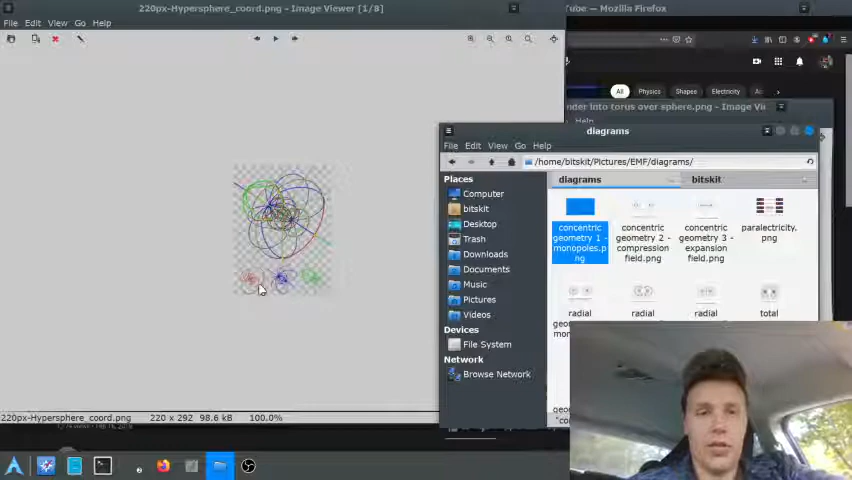 220px-Hypersphere_coord.png - Image Viewer [1/8]
Tube — Mozilla Firefox
File Edit View Go Help
All Physics Shapes Electricity
nder into torus over sphere.png - Image Vi
Help
diagrams
File Edit View Go Help
/home/bitskit/Pictures/EMF/diagrams/
Places
diagrams
bitskit
Computer
bitskit
Desktop
Trash
Downloads
Documents
Music
Pictures
Videos
Devices
File System
Network
Browse Network
concentric
geometry 1 -
monopoles.p
ng
concentric
geometry 2 -
compression
field.png
concentric
geometry 3 -
expansion
field.png
paralectricity.
png
radial
radial
radial
total
220px-Hypersphere_coord.png 220 x 292 98.6 kB 100.0%